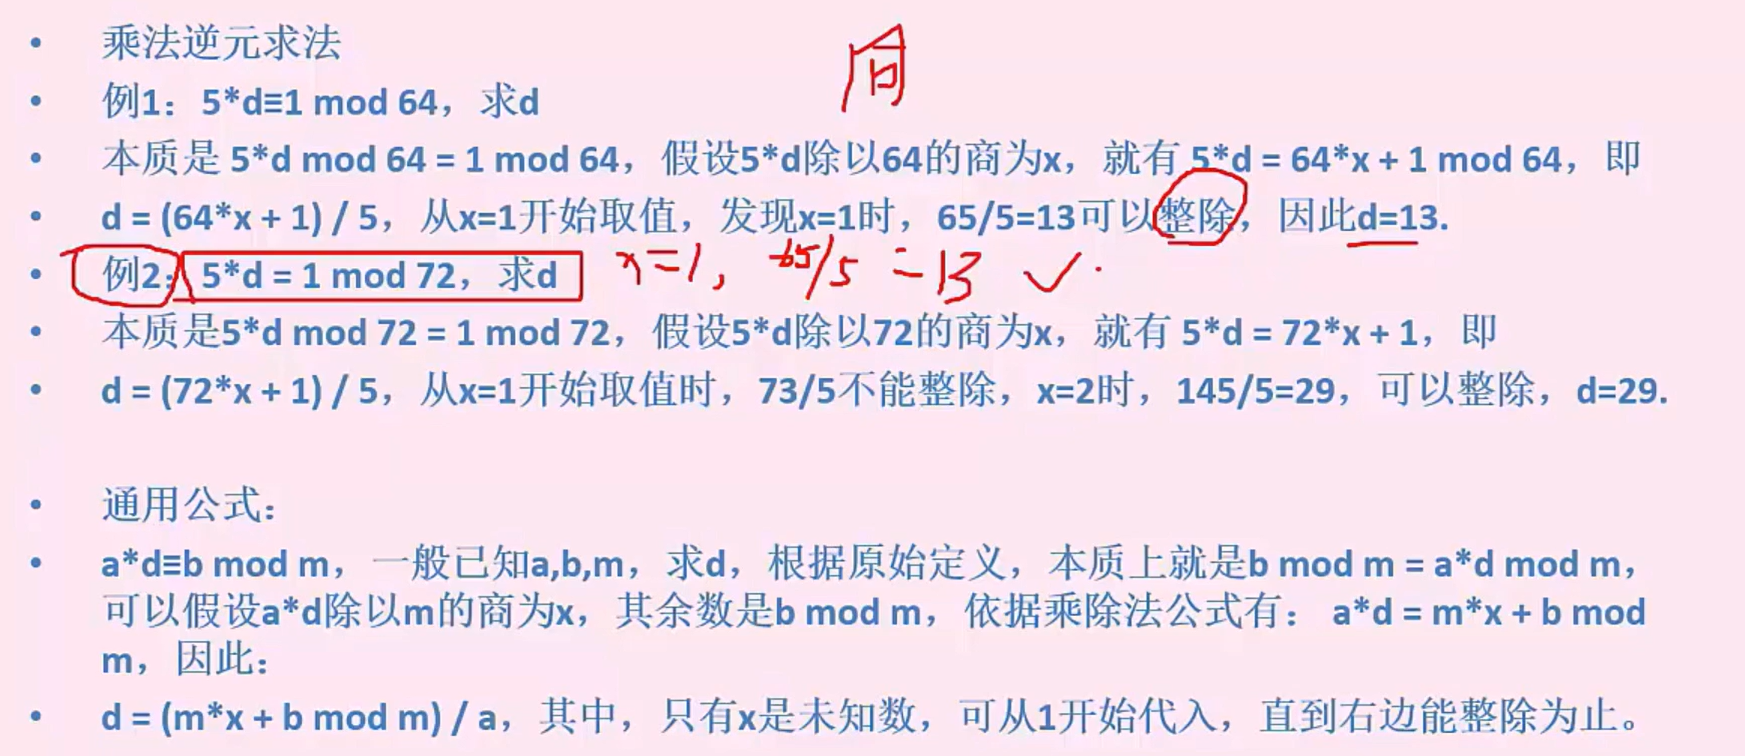 • 乘法逆元求法
同
• 例1：5*d≡1 mod 64，求d
• 本质是 5*d mod 64 = 1 mod 64，假设5*d除以64的商为x，就有 5*d = 64*x + 1 mod 64，即
• d = (64*x + 1) / 5，从x=1开始取值，发现x=1时，65/5=13可以整除，因此d=13.
• 例2：5*d = 1 mod 72，求d x=1, 65/5 = 13 ✓.
• 本质是5*d mod 72 = 1 mod 72，假设5*d除以72的商为x，就有 5*d = 72*x + 1，即
• d = (72*x + 1) / 5，从x=1开始取值时，73/5不能整除，x=2时，145/5=29，可以整除，d=29.
• 通用公式：
• a*d≡b mod m，一般已知a,b,m，求d，根据原始定义，本质上就是b mod m = a*d mod m，
可以假设a*d除以m的商为x，其余数是b mod m，依据乘除法公式有： a*d = m*x + b mod
m，因此：
• d = (m*x + b mod m) / a，其中，只有x是未知数，可从1开始代入，直到右边能整除为止。